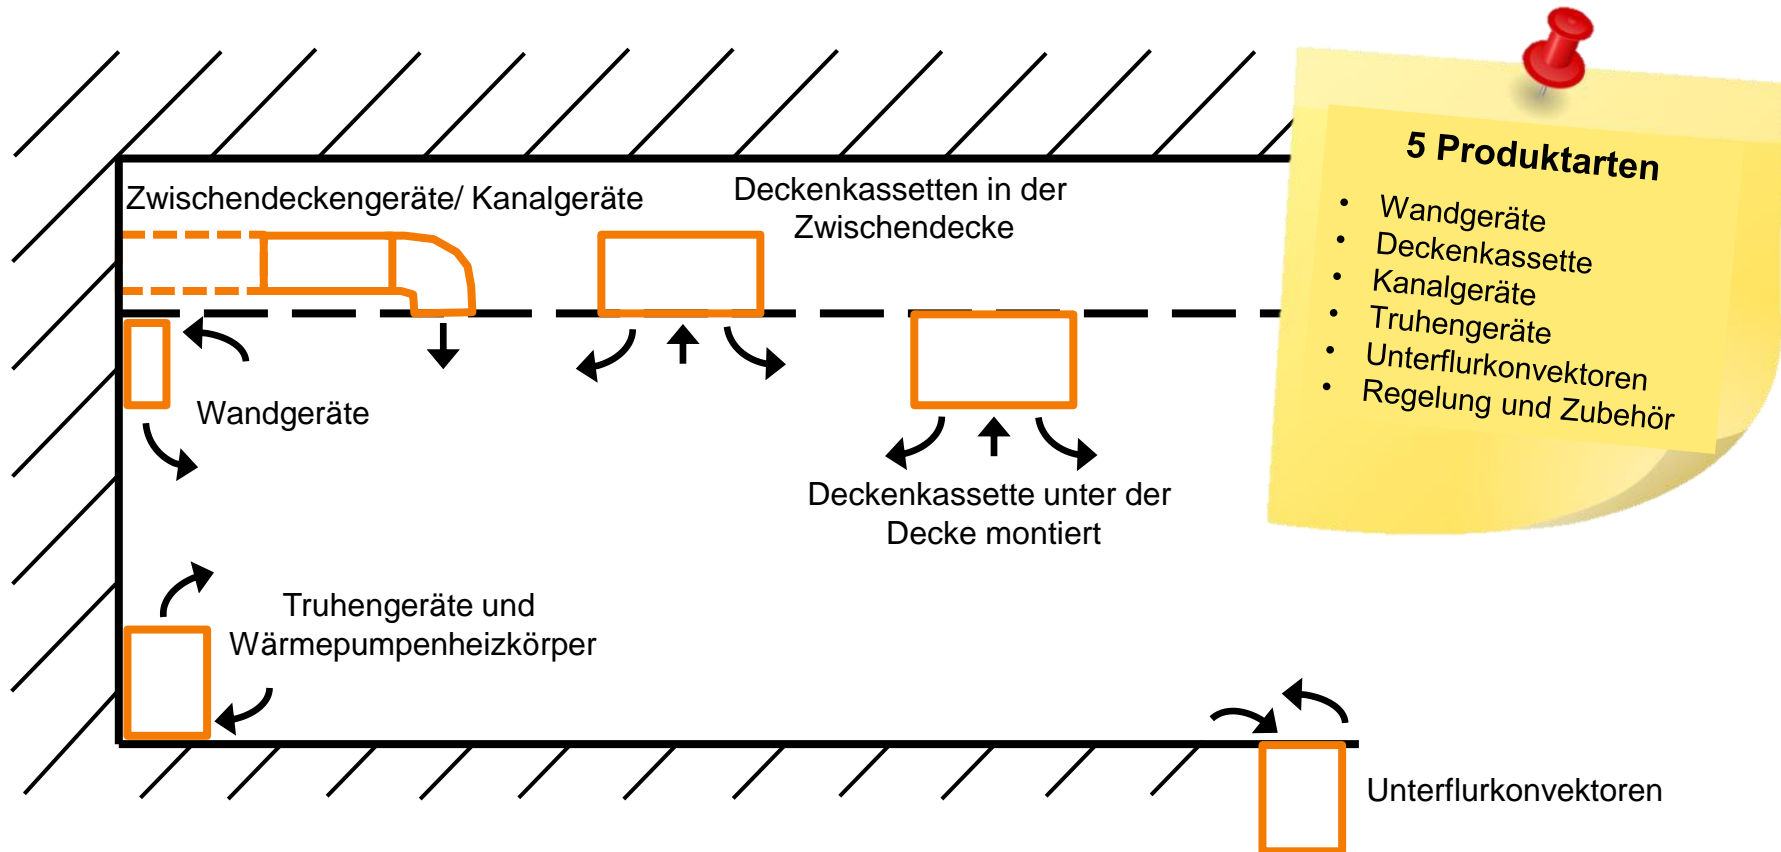 Zwischendeckengeräte/ Kanalgeräte
Deckenkassetten in der
Zwischendecke
Wandgeräte
Deckenkassette unter der
Decke montiert
Truhengeräte und
Wärmepumpenheizkörper
Unterflurkonvektoren
5 Produktarten
• Wandgeräte
• Deckenkassette
• Kanalgeräte
• Truhengeräte
• Unterflurkonvektoren
• Regelung und Zubehör